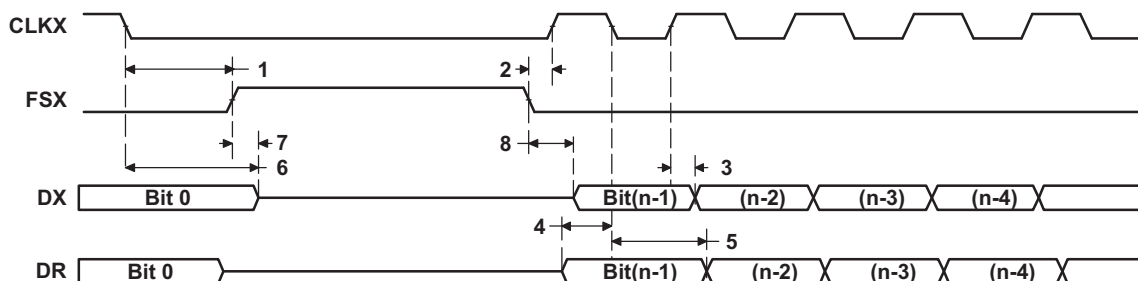 CLKX
1 2
FSX
7 8
6
3
DX Bit 0 Bit(n-1) (n-2) (n-3) (n-4)
4 5
DR Bit 0 Bit(n-1) (n-2) (n-3) (n-4)